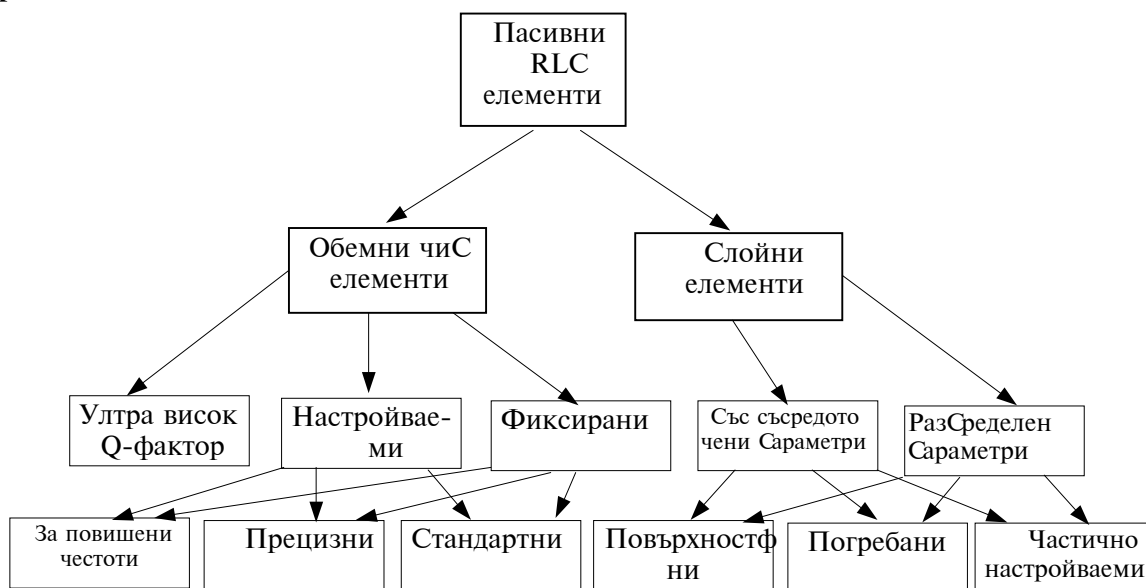 Пасивни
RLC
елементи
Обемни чиС
елементи
Слойни
елементи
Ултра висок
Q-фактор
Настройвае-
ми
Фиксирани
Със съсредото
чени Сараметри
РазСределен
Сараметри
За повишени
честоти
Прецизни
Стандартни
Повърхностф
ни
Погребани
Частично
настройваеми